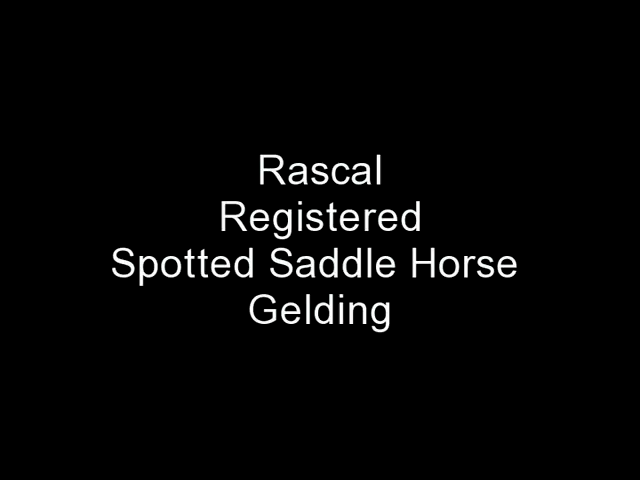 Rascal
Registered
Spotted Saddle Horse
Gelding